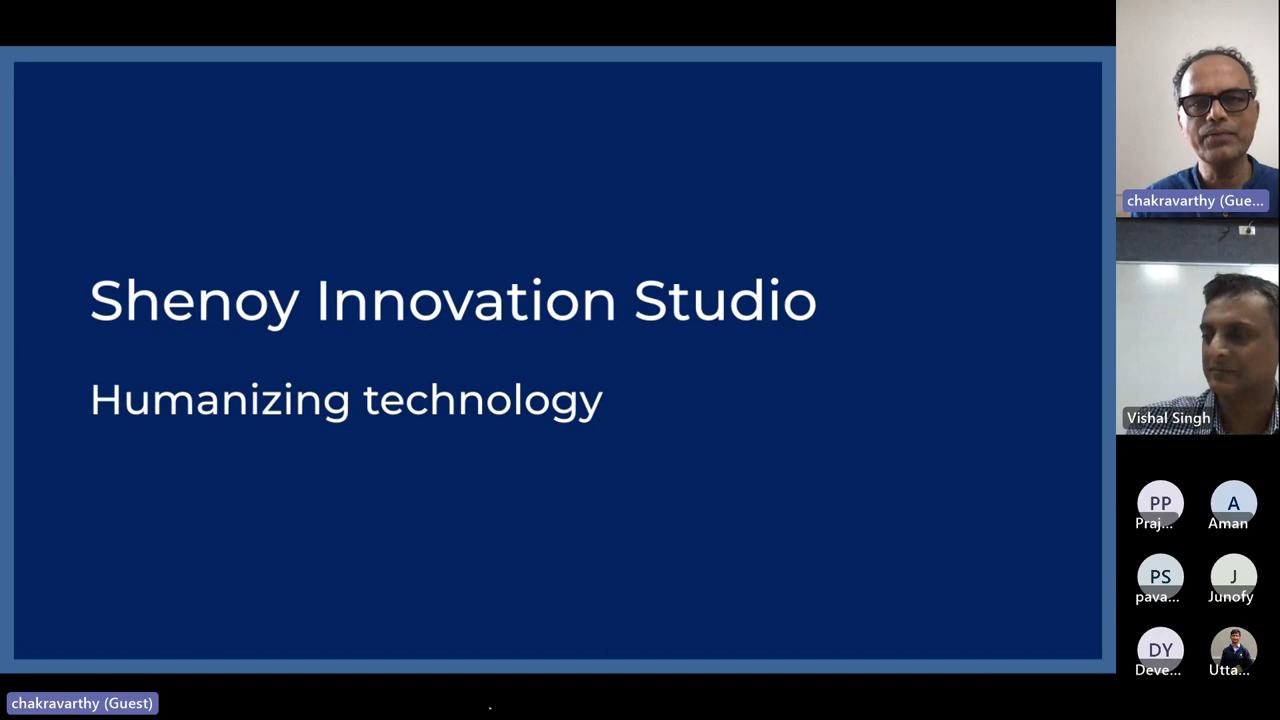 Shenoy Innovation Studio
Humanizing technology
chakravarthy (Gue...
Vishal Singh
PP
Praj...
A
Aman
PS
pava...
J
Junofy
DY
Deve...
Utta...
chakravarthy (Guest)